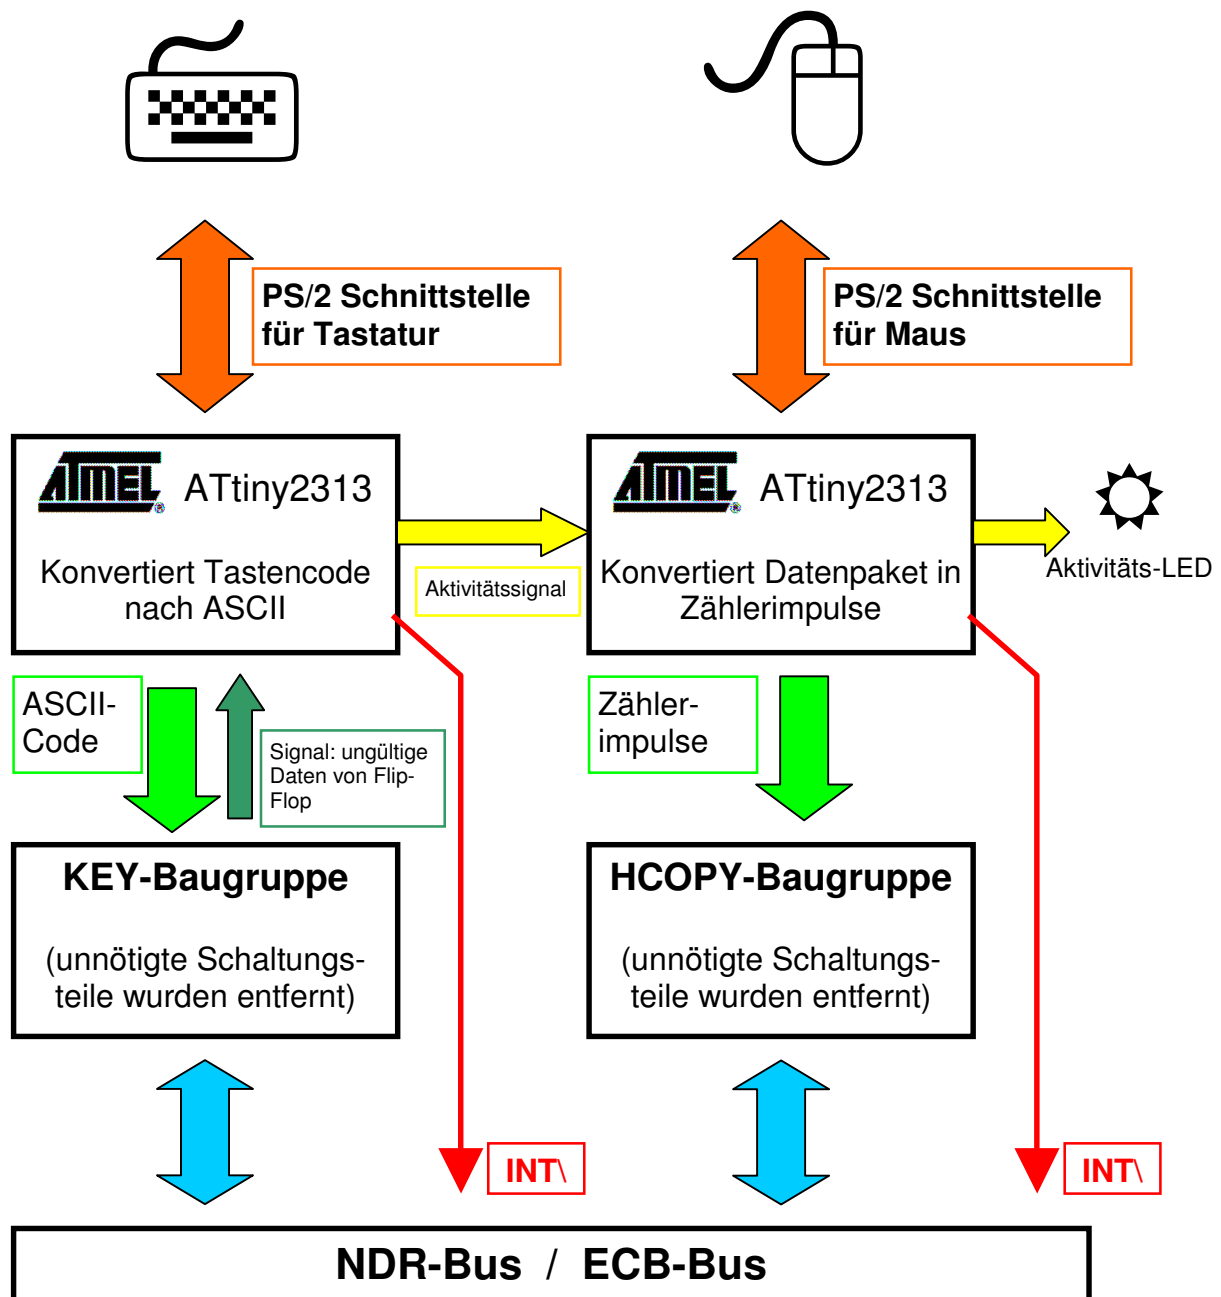 PS/2 Schnittstelle
für Tastatur
PS/2 Schnittstelle
für Maus
ATMEL ® ATtiny2313
Konvertiert Tastencode
nach ASCII
Aktivitätssignal
ATMEL ® ATtiny2313
Konvertiert Datenpaket in
Zählerimpulse
Aktivitäts-LED
ASCII-
Code
Signal: ungültige
Daten von Flip-
Flop
Zähler-
impulse
KEY-Baugruppe
(unnötigte Schaltungs-
teile wurden entfernt)
HCOPY-Baugruppe
(unnötigte Schaltungs-
teile wurden entfernt)
INT\
INT\
NDR-Bus / ECB-Bus